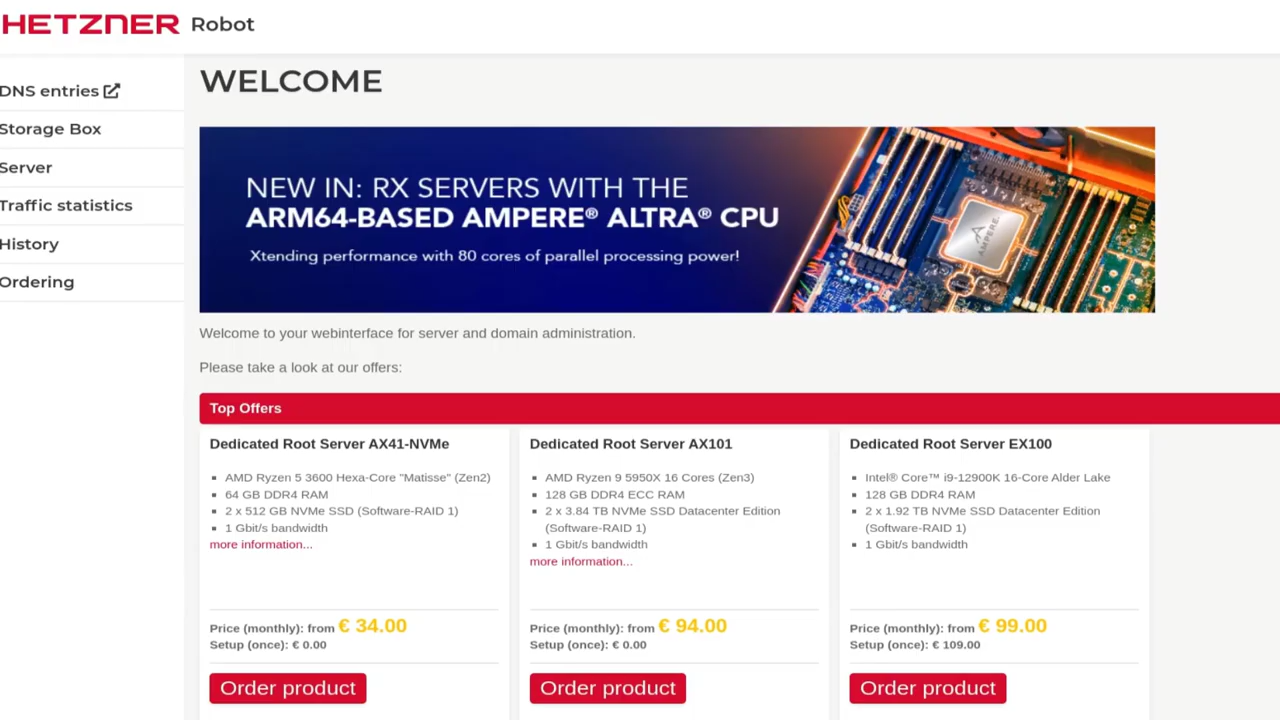 HETZNER Robot
DNS entries
Storage Box
Server
Traffic statistics
History
Ordering
WELCOME
NEW IN: RX SERVERS WITH THE
ARM64-BASED AMPERE® ALTRA® CPU
Xtending performance with 80 cores of parallel processing power!
AMPERE
Welcome to your webinterface for server and domain administration.
Please take a look at our offers:
Top Offers
Dedicated Root Server AX41-NVMe
AMD Ryzen 5 3600 Hexa-Core "Matisse" (Zen2)
64 GB DDR4 RAM
2 x 512 GB NVMe SSD (Software-RAID 1)
1 Gbit/s bandwidth
more information...
Price (monthly): from € 34.00
Setup (once): € 0.00
Order product
Dedicated Root Server AX101
AMD Ryzen 9 5950X 16 Cores (Zen3)
128 GB DDR4 ECC RAM
2 x 3.84 TB NVMe SSD Datacenter Edition
(Software-RAID 1)
1 Gbit/s bandwidth
more information...
Price (monthly): from € 94.00
Setup (once): € 0.00
Order product
Dedicated Root Server EX100
Intel® Core™ i9-12900K 16-Core Alder Lake
128 GB DDR4 RAM
2 x 1.92 TB NVMe SSD Datacenter Edition
(Software-RAID 1)
1 Gbit/s bandwidth
Price (monthly): from € 99.00
Setup (once): € 109.00
Order product